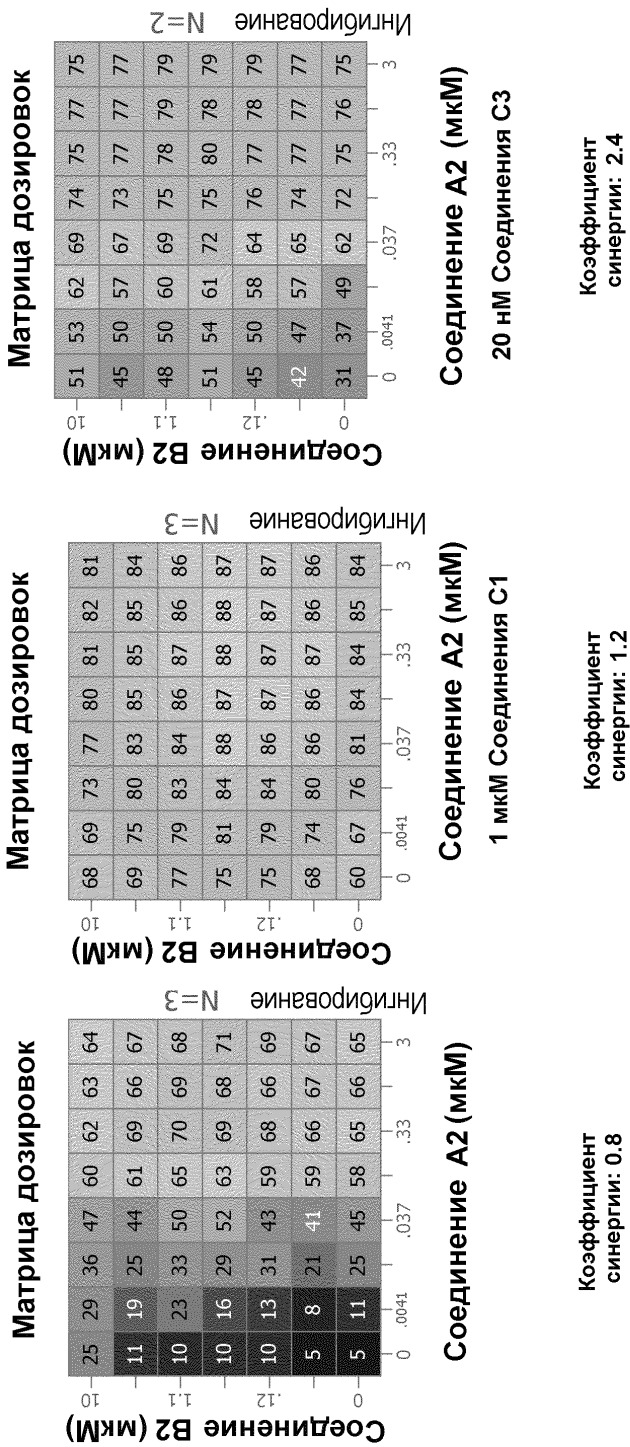 Матрица дозировок
Соединение B2 (мкМ)
10 25 29 36 47 60 62 63 64
11 19 25 44 61 69 66 67
1.1 10 23 33 50 65 70 69 68
10 16 29 52 63 69 68 71
.12 10 13 31 43 59 68 66 69
5 8 21 41 59 66 67 67
0 5 11 25 45 58 65 66 65
0 .0041 .037 .33 3
N=3
Ингибирование
Соединение A2 (мкМ)
Коэффициент
синергии: 0.8
Матрица дозировок
Соединение B2 (мкМ)
10 68 69 73 77 80 81 82 81
69 75 80 83 85 85 85 84
1.1 77 79 83 84 86 87 86 86
75 81 84 88 87 88 88 87
.12 75 79 84 86 87 87 87 87
68 74 80 86 86 87 86 86
0 60 67 76 81 84 84 85 84
0 .0041 .037 .33 3
N=3
Ингибирование
Соединение A2 (мкМ)
1 мкМ Соединения C1
Коэффициент
синергии: 1.2
Матрица дозировок
Соединение B2 (мкМ)
10 51 53 62 69 74 75 77 75
45 50 57 67 73 77 77 77
1.1 48 50 60 69 75 78 79 79
51 54 61 72 75 80 78 79
.12 45 50 58 64 76 77 78 79
42 47 57 65 74 77 77 77
0 31 37 49 62 72 75 76 75
0 .0041 .037 .33 3
N=2
Ингибирование
Соединение A2 (мкМ)
20 нМ Соединения C3
Коэффициент
синергии: 2.4